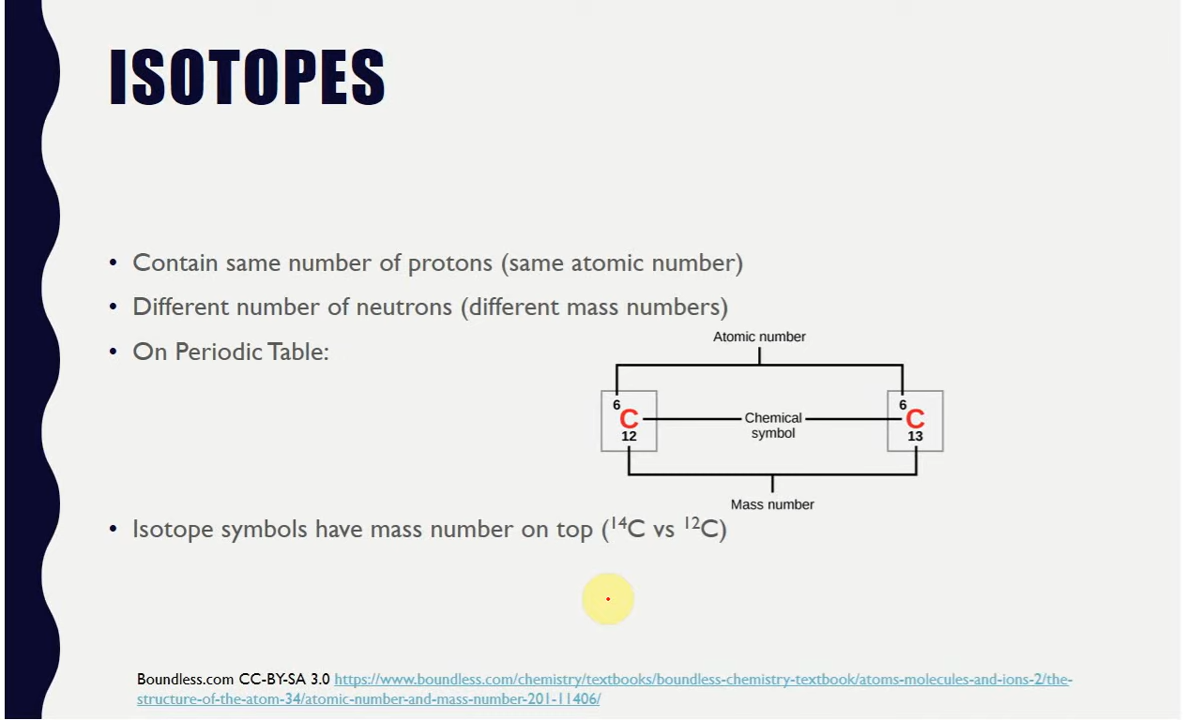 ISOTOPES
• Contain same number of protons (same atomic number)
• Different number of neutrons (different mass numbers)
• On Periodic Table:
Atomic number
6
C
12
Chemical
symbol
6
C
13
Mass number
• Isotope symbols have mass number on top (¹⁴C vs ¹²C)
Boundless.com CC-BY-SA 3.0 https://www.boundless.com/chemistry/textbooks/boundless-chemistry-textbook/atoms-molecules-and-ions-2/the-
structure-of-the-atom-34/atomic-number-and-mass-number-201-11406/